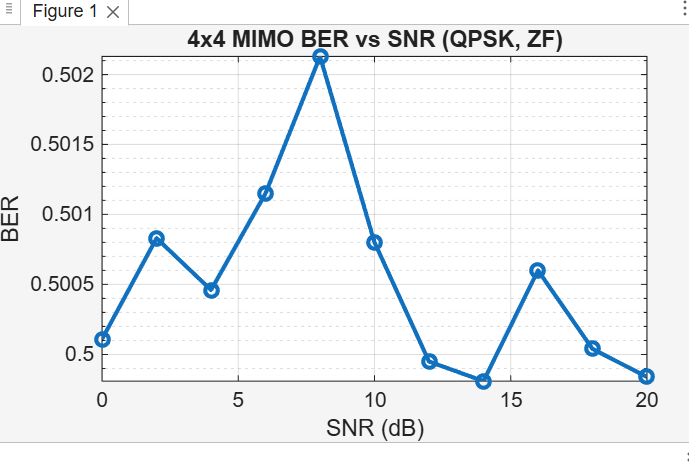 Figure 1
4x4 MIMO BER vs SNR (QPSK, ZF)
0.502
0.5015
0.501
0.5005
0.5
BER
0 5 10 15 20
SNR (dB)